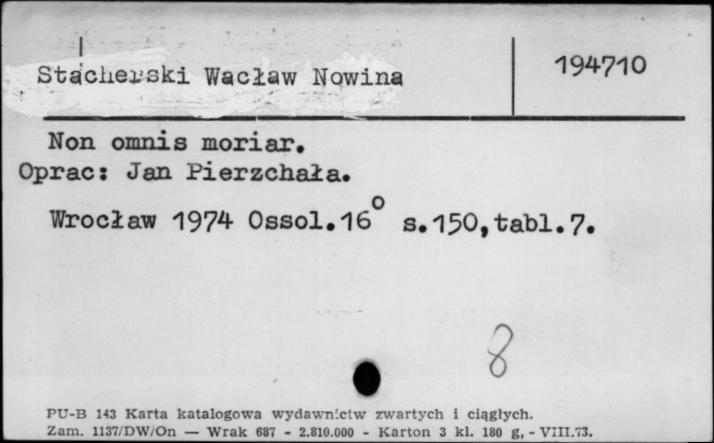 Stacherski Wacław Nowina
194710
Non omnis moriar.
Oprac: Jan Pierzchała.
Wrocław 1974 Ossol.16° s.150,tabl.7.
8
PU-B 143 Karta katalogowa wydawnictw zwartych i ciągłych.
Zam. 1137/DW/On — Wrak 687 - 2.810.000 - Karton 3 kl. 180 g, - VIII.73.